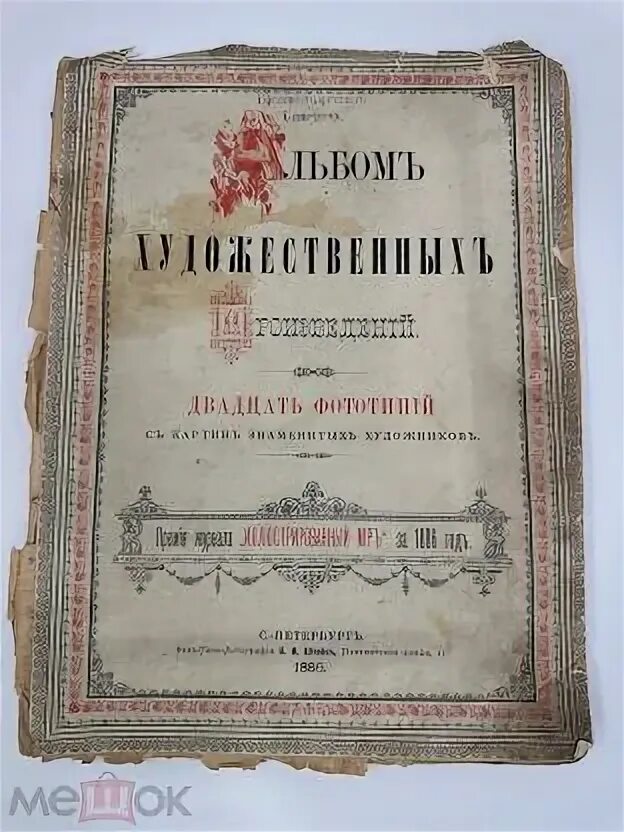 АЛЬБОМЪ
ХУДОЖЕСТВЕННЫХЪ
ПРОИЗВЕДЕНІЙ.
ДВАДЦАТЬ ФОТОТИПІЙ
СЪ КАРТИНЪ ЗНАМЕНИТЫХЪ ХУДОЖНИКОВЪ.
Премія журнала „ИЛЛЮСТРИРОВАННЫЙ МІРЪ“ за 1886 годъ.
С.-ПЕТЕРБУРГЪ.
1886.
мешок